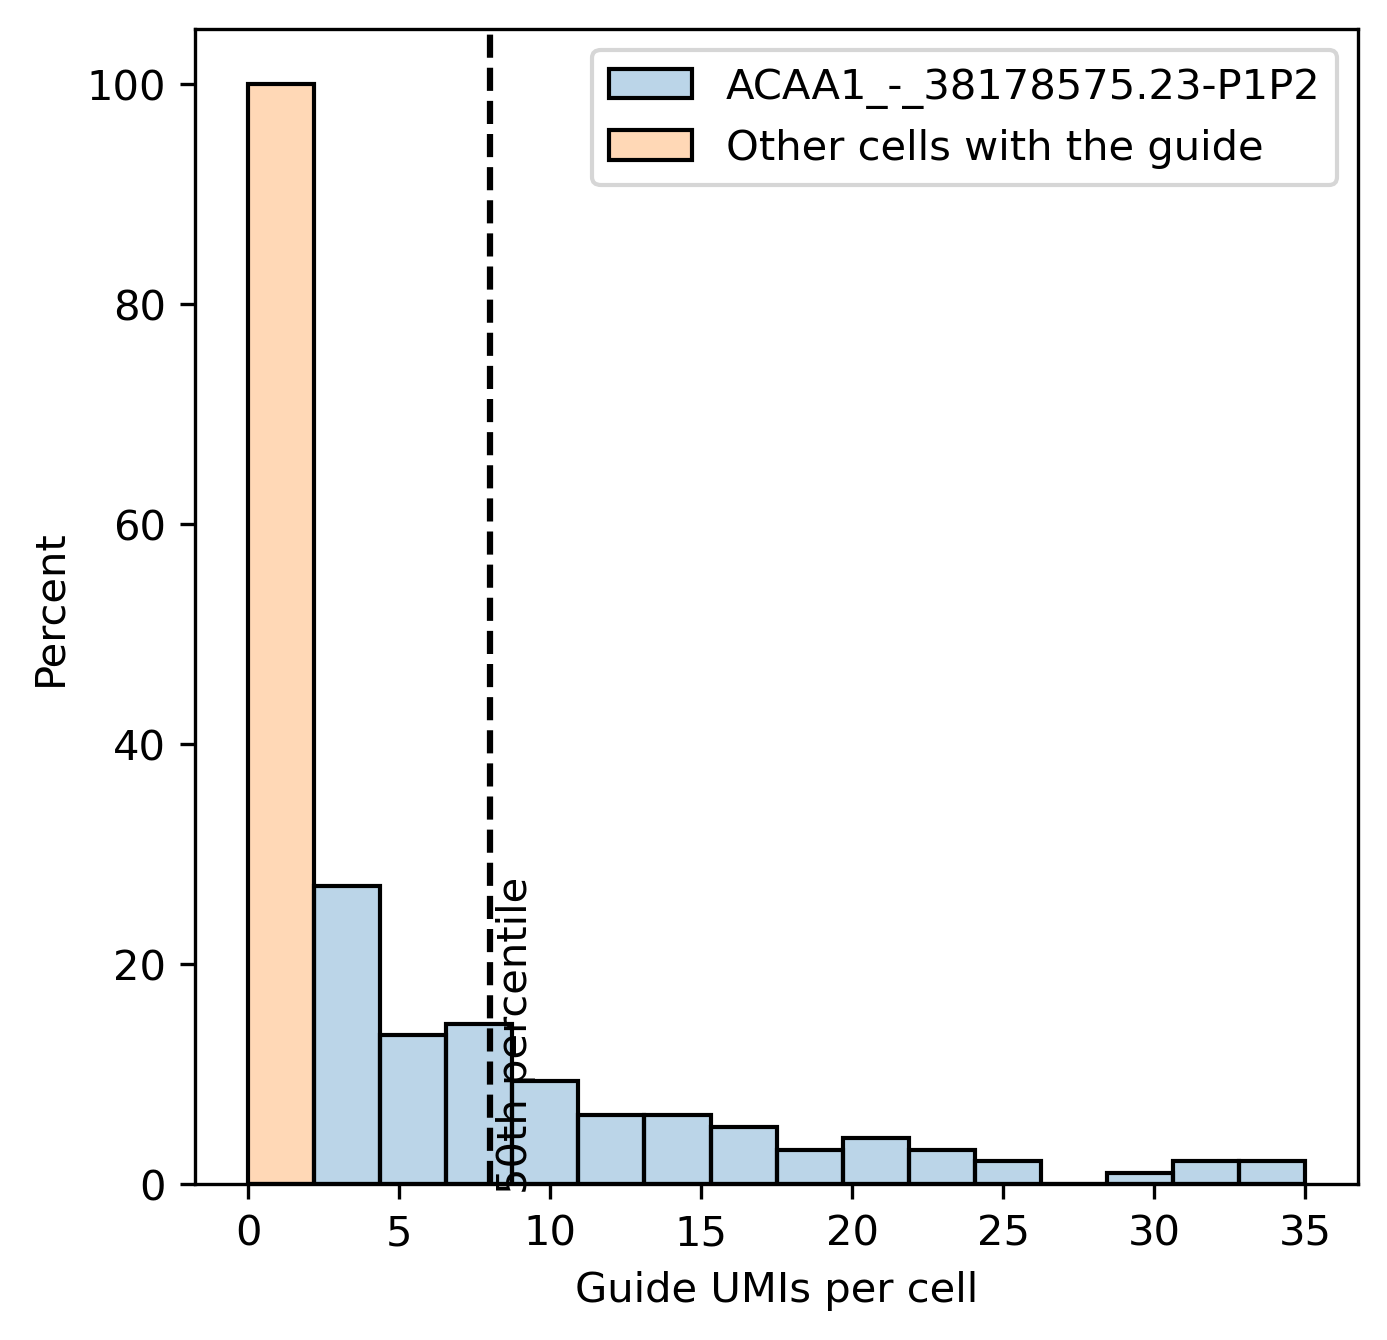 100
80
60
40
20
0
Percent
ACAA1_-_38178575.23-P1P2
Other cells with the guide
50th percentile
0 5 10 15 20 25 30 35
Guide UMIs per cell